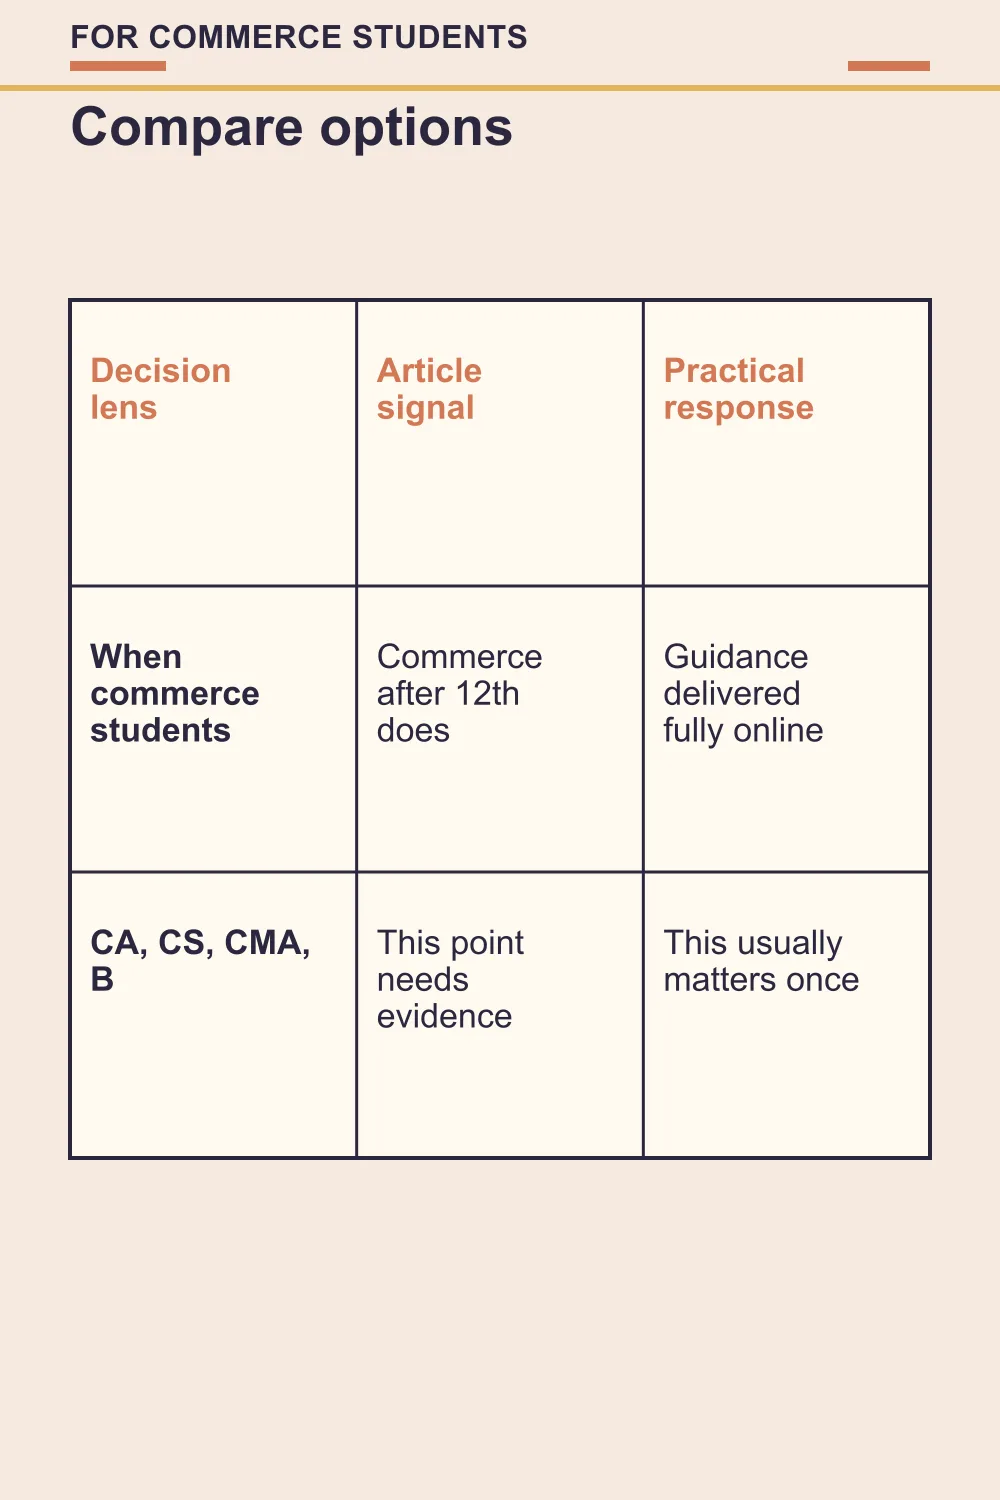 FOR COMMERCE STUDENTS
Compare options
Decision
lens
Article
signal
Practical
response
When
commerce
students
Commerce
after 12th
does
Guidance
delivered
fully online
CA, CS, CMA,
B
This point
needs
evidence
This usually
matters once